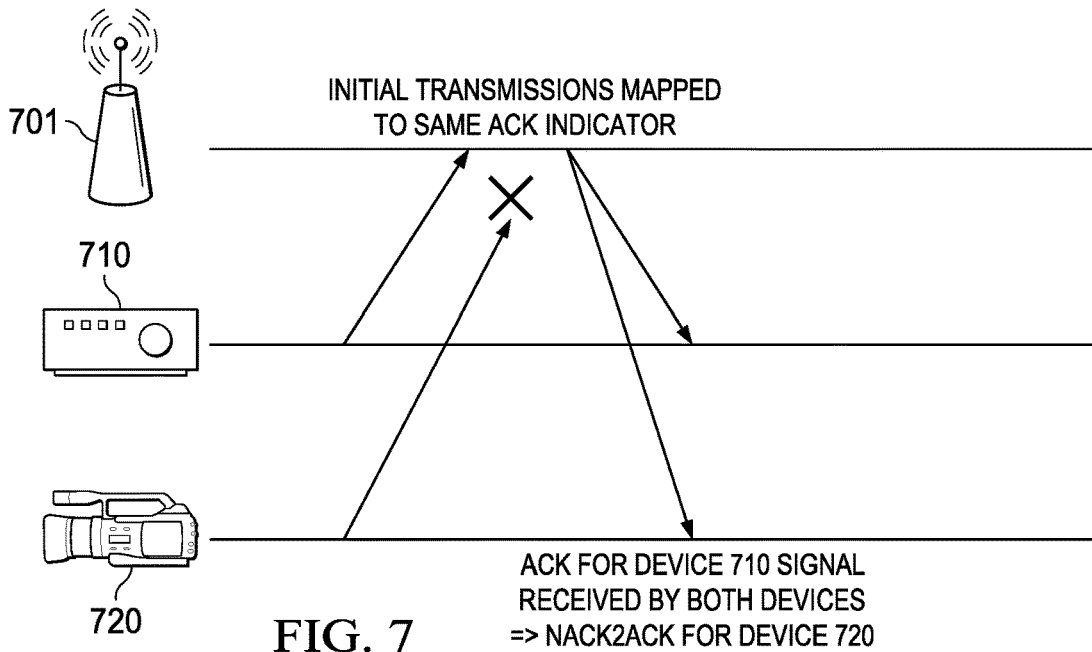 701
INITIAL TRANSMISSIONS MAPPED
TO SAME ACK INDICATOR
710
720
ACK FOR DEVICE 710 SIGNAL
RECEIVED BY BOTH DEVICES
=> NACK2ACK FOR DEVICE 720
FIG. 7